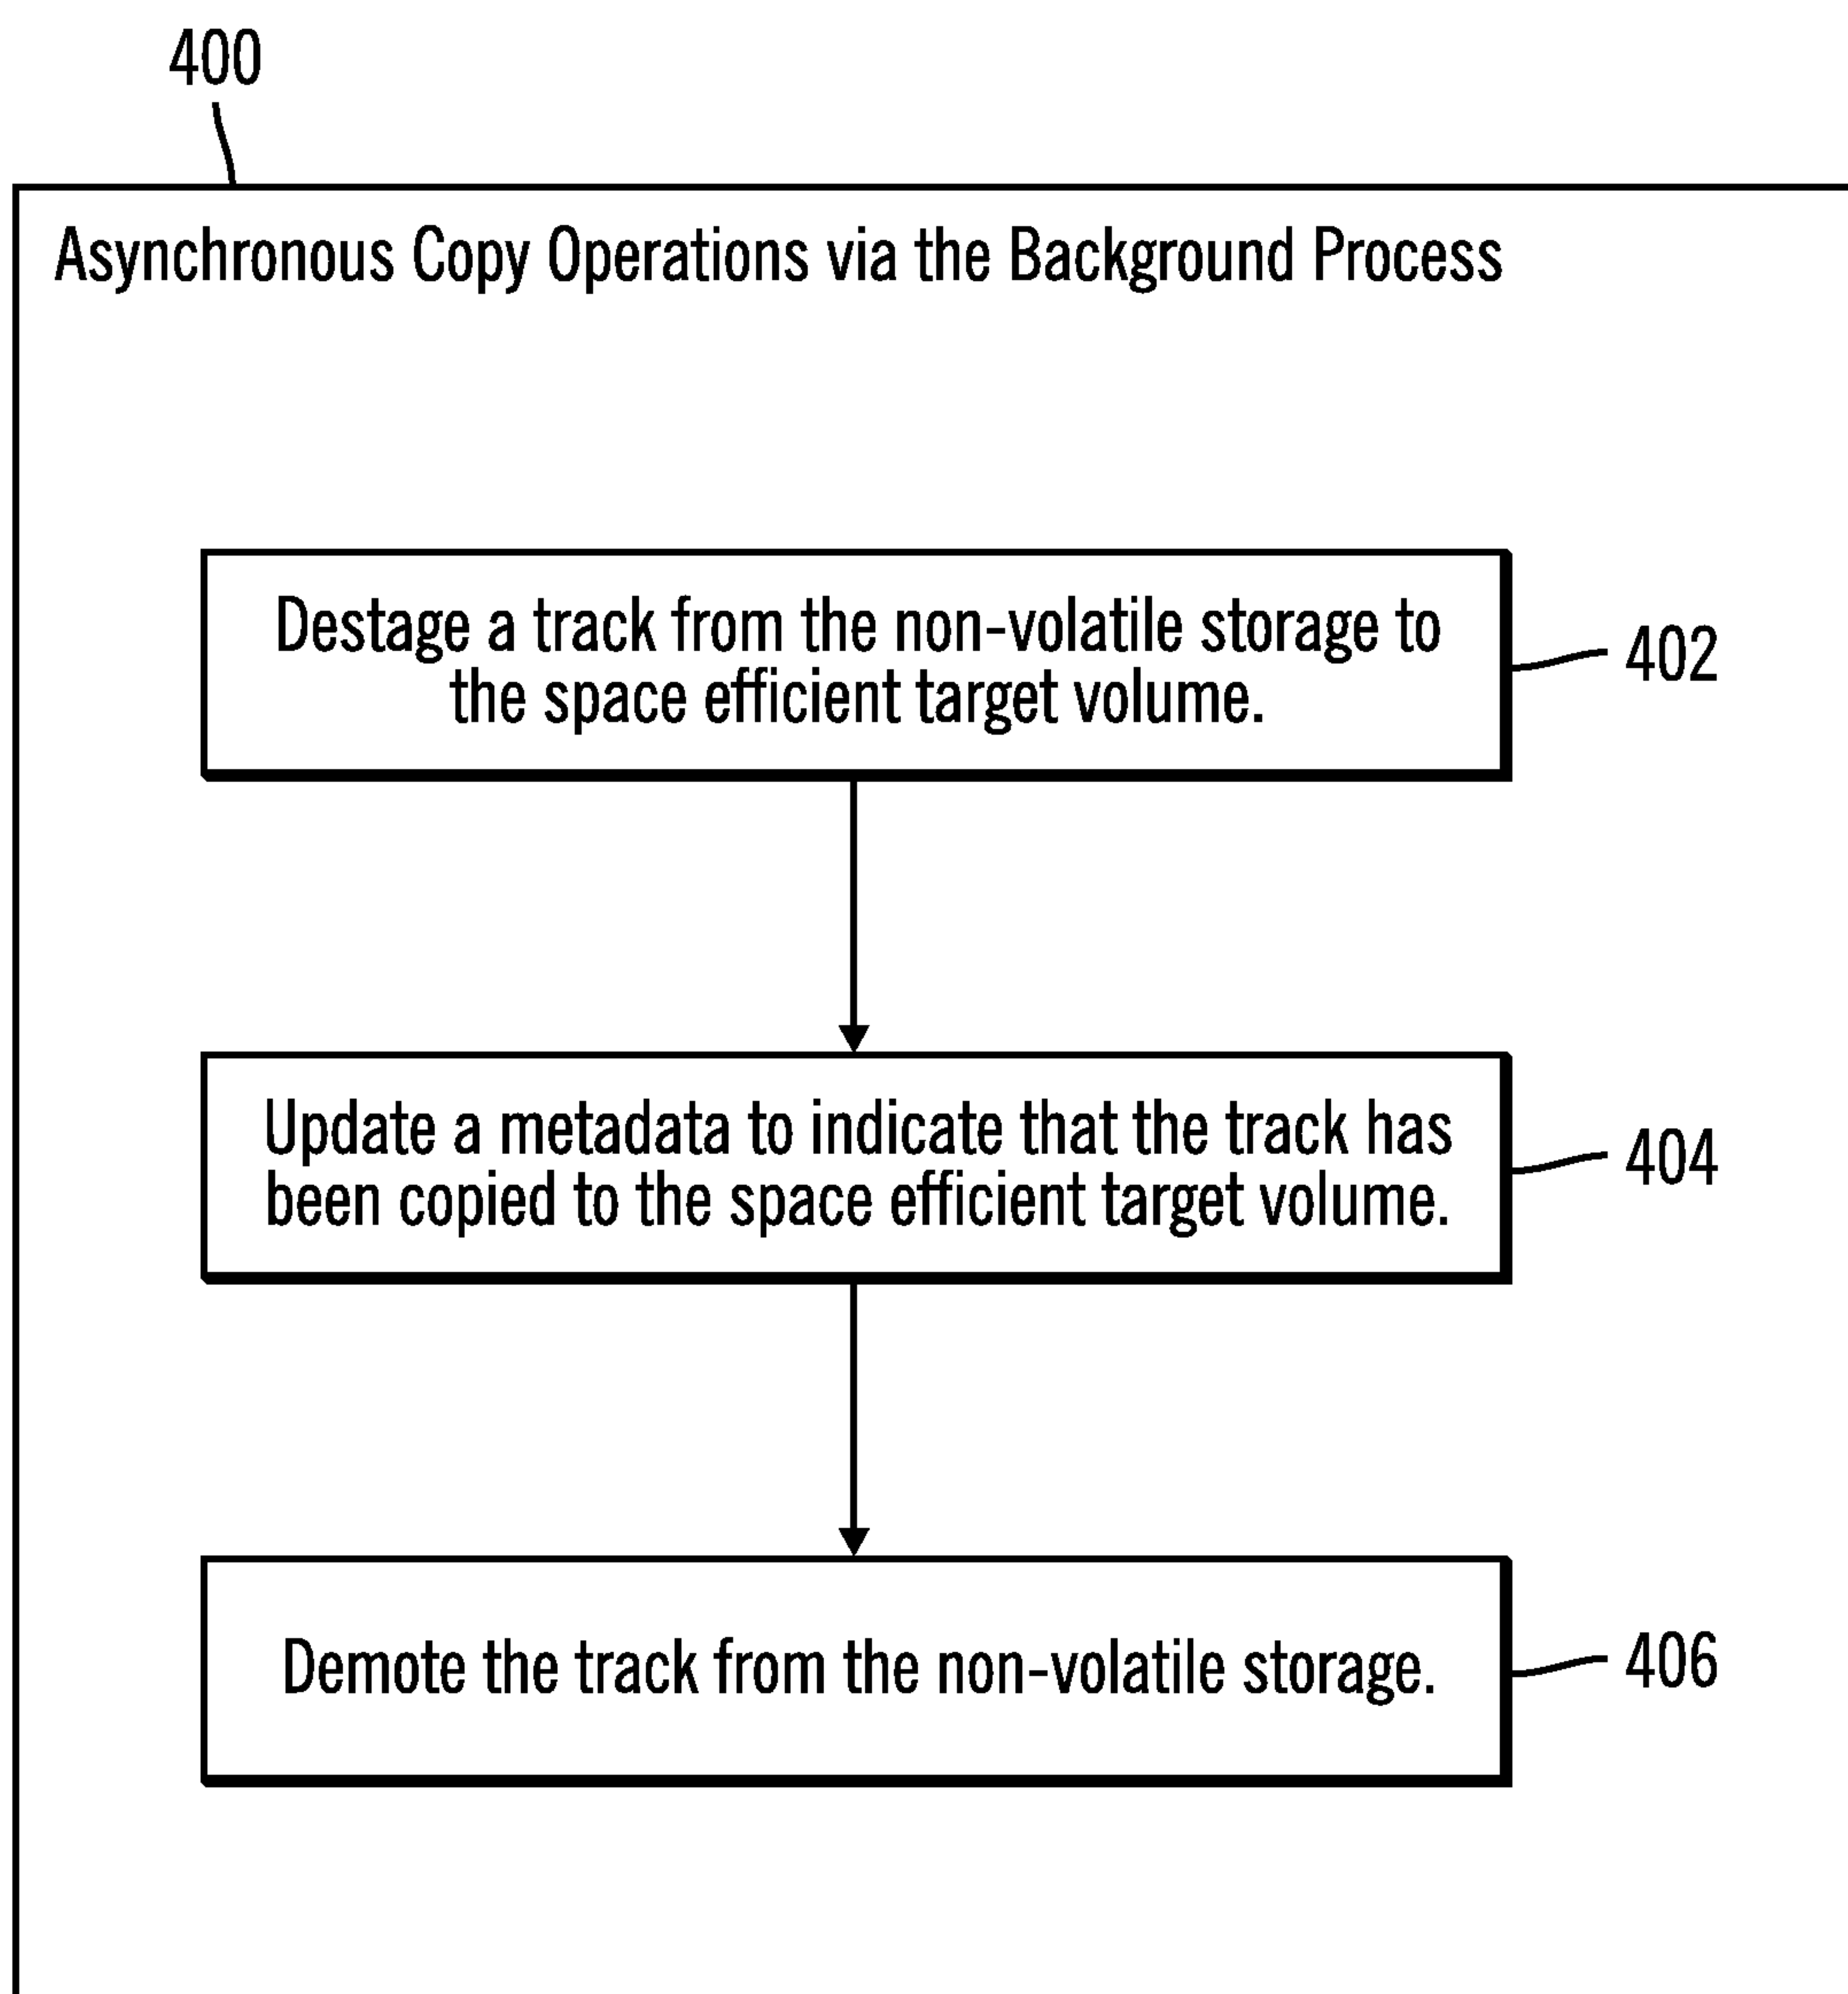 400
Asynchronous Copy Operations via the Background Process
Destage a track from the non-volatile storage to
the space efficient target volume.
402
Update a metadata to indicate that the track has
been copied to the space efficient target volume.
404
Demote the track from the non-volatile storage.
406